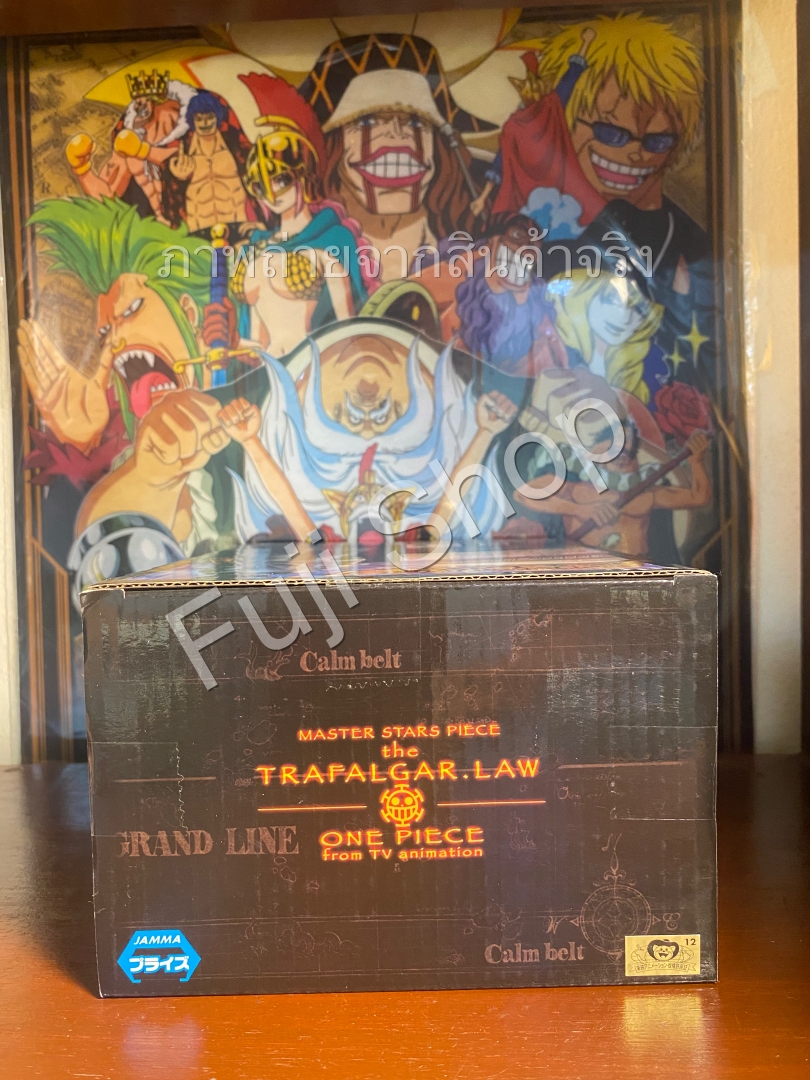 ภาพถ่ายจากสินค้าจริง
Fuji Shop
Calm belt
MASTER STARS PIECE
the
TRAFALGAR.LAW
GRAND LINE
ONE PIECE
from TV animation
JAMMA
プライズ
W
E
Calm belt
12